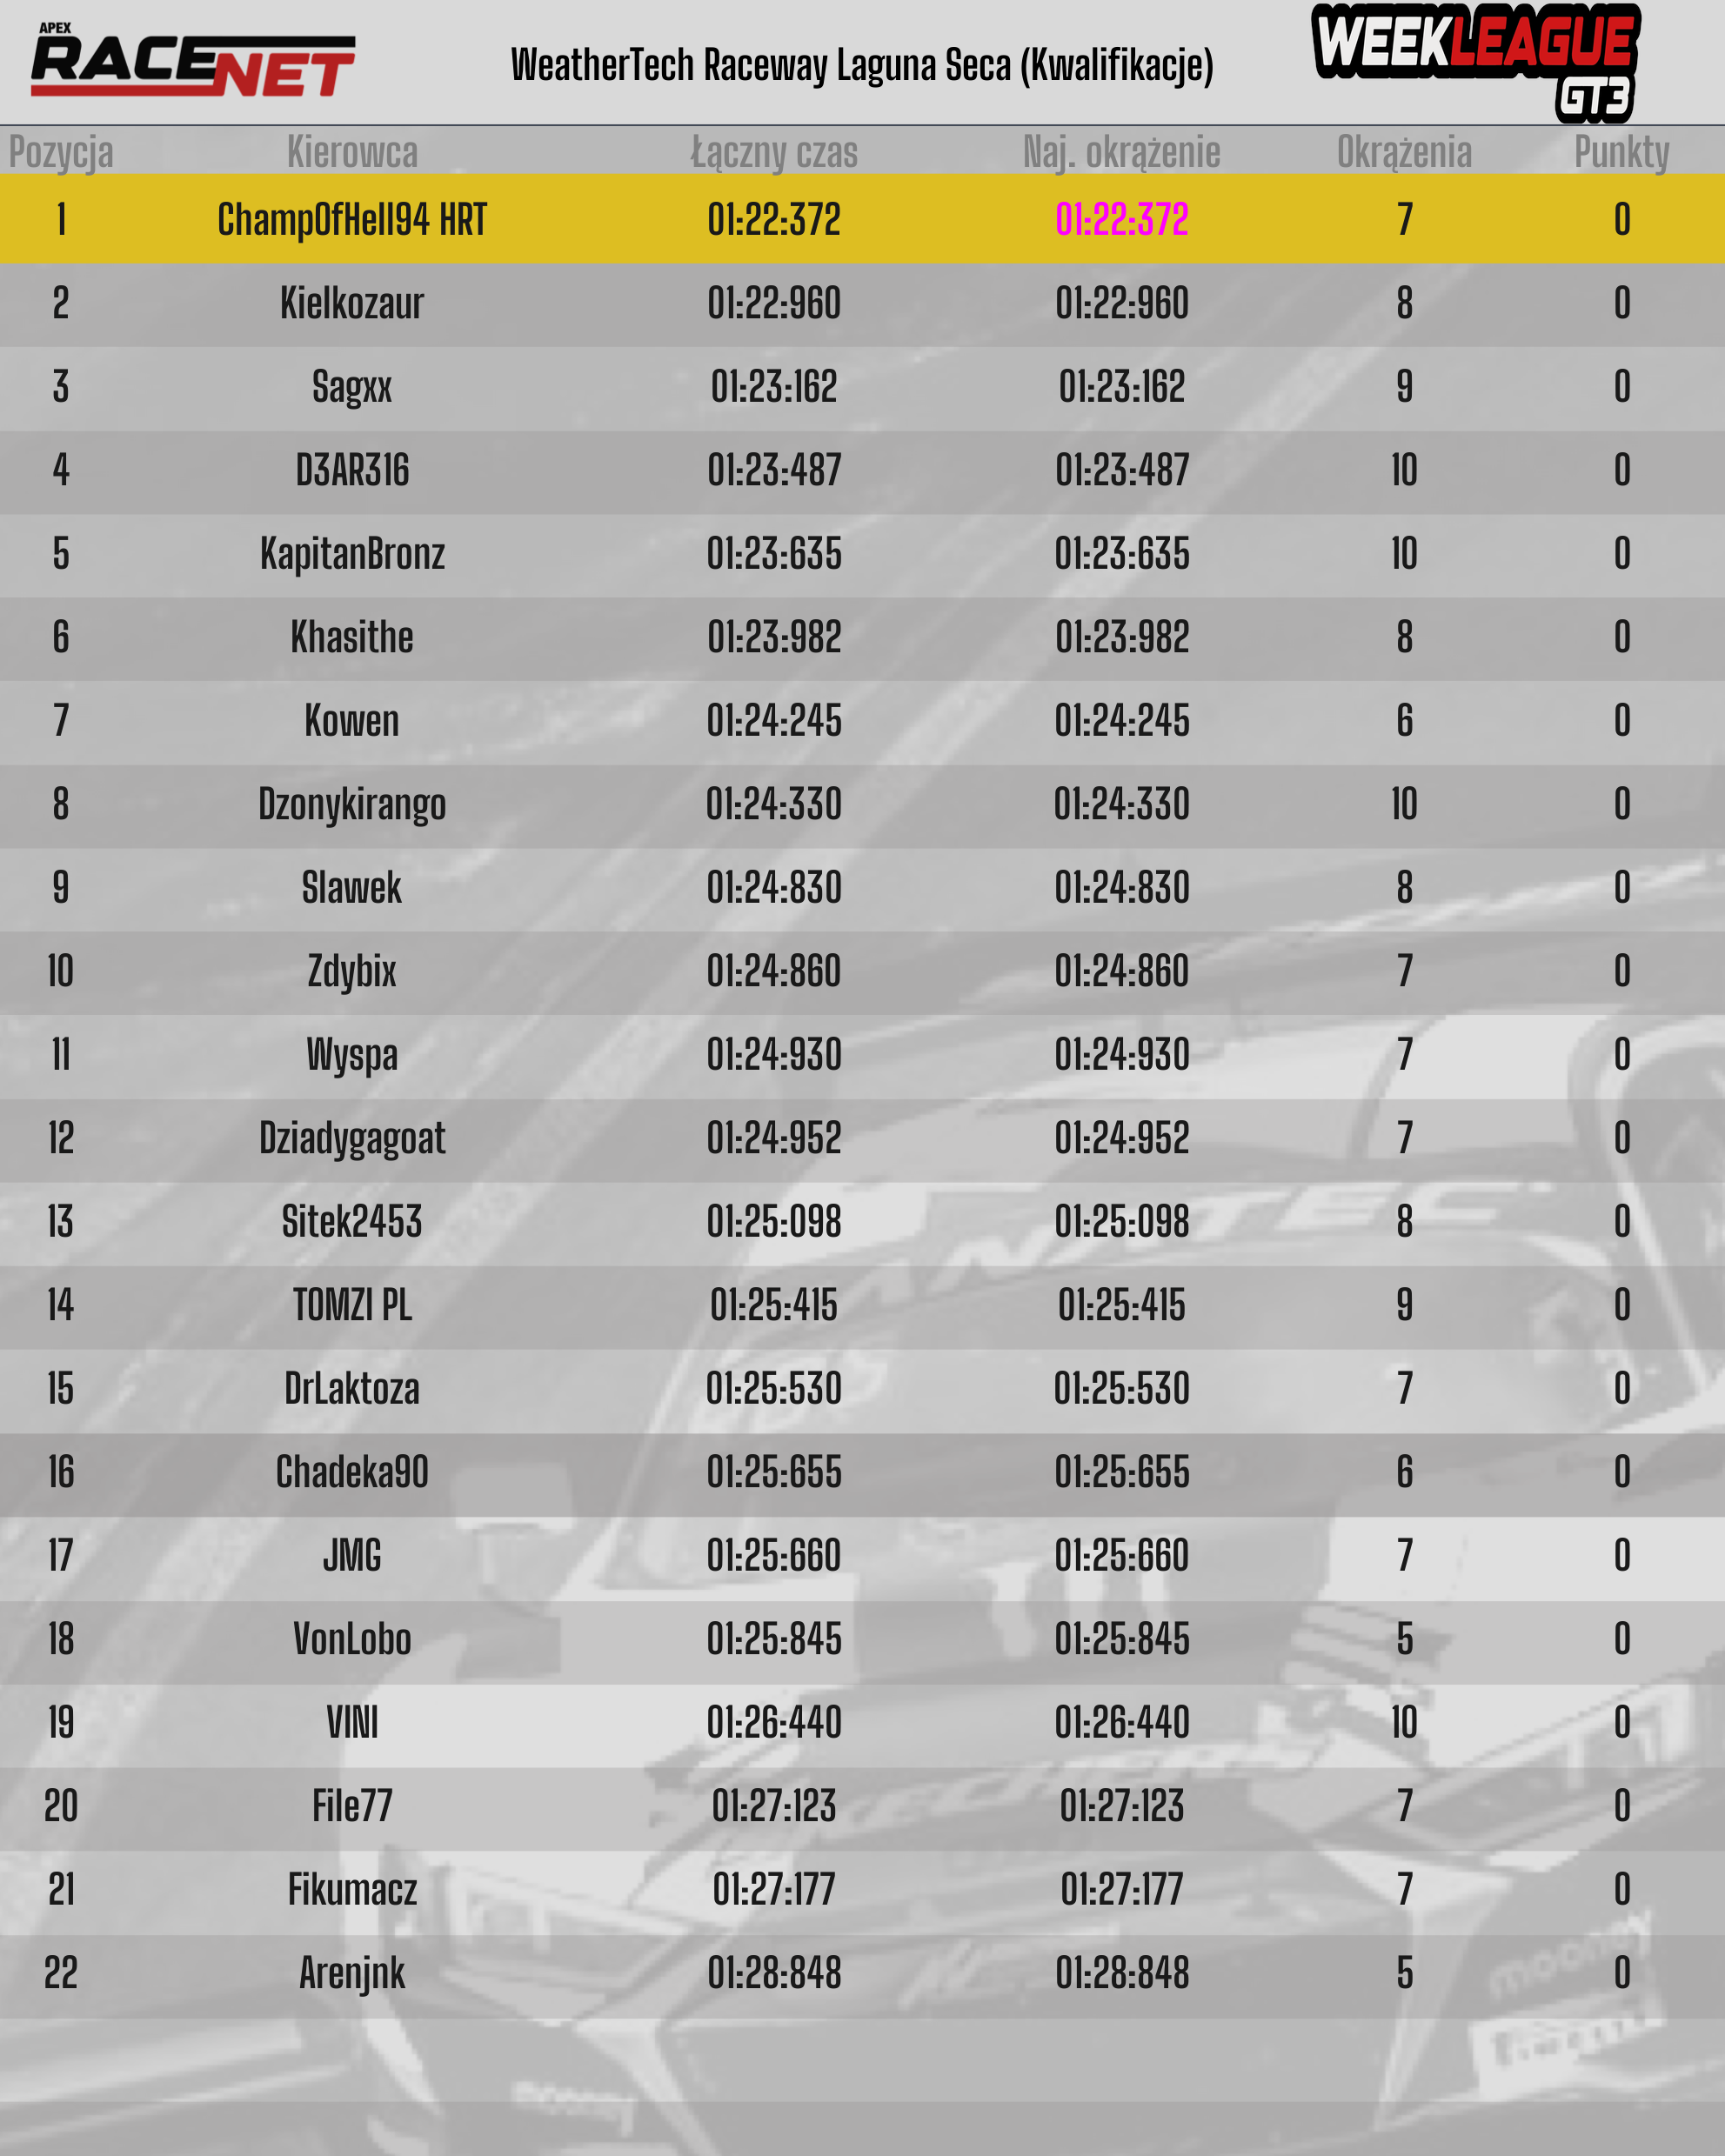 APEX
RACENET
WeatherTech Raceway Laguna Seca (Kwalifikacje)
WEEKLEAGUE
GT3
Pozycja Kierowca Łączny czas Naj. okrążenie Okrążenia Punkty
1 ChampOfHell94 HRT 01:22:372 01:22:372 7 0
2 Kielkozaur 01:22:960 01:22:960 8 0
3 Sagxx 01:23:162 01:23:162 9 0
4 D3AR316 01:23:487 01:23:487 10 0
5 KapitanBronz 01:23:635 01:23:635 10 0
6 Khasithe 01:23:982 01:23:982 8 0
7 Kowen 01:24:245 01:24:245 6 0
8 Dzonykirango 01:24:330 01:24:330 10 0
9 Slawek 01:24:830 01:24:830 8 0
10 Zdybix 01:24:860 01:24:860 7 0
11 Wyspa 01:24:930 01:24:930 7 0
12 Dziadygagoat 01:24:952 01:24:952 7 0
13 Sitek2453 01:25:098 01:25:098 8 0
14 TOMZI PL 01:25:415 01:25:415 9 0
15 DrLaktoza 01:25:530 01:25:530 7 0
16 Chadeka90 01:25:655 01:25:655 6 0
17 JMG 01:25:660 01:25:660 7 0
18 VonLobo 01:25:845 01:25:845 5 0
19 VINI 01:26:440 01:26:440 10 0
20 File77 01:27:123 01:27:123 7 0
21 Fikumacz 01:27:177 01:27:177 7 0
22 Arenjnk 01:28:848 01:28:848 5 0
mooney
mooney